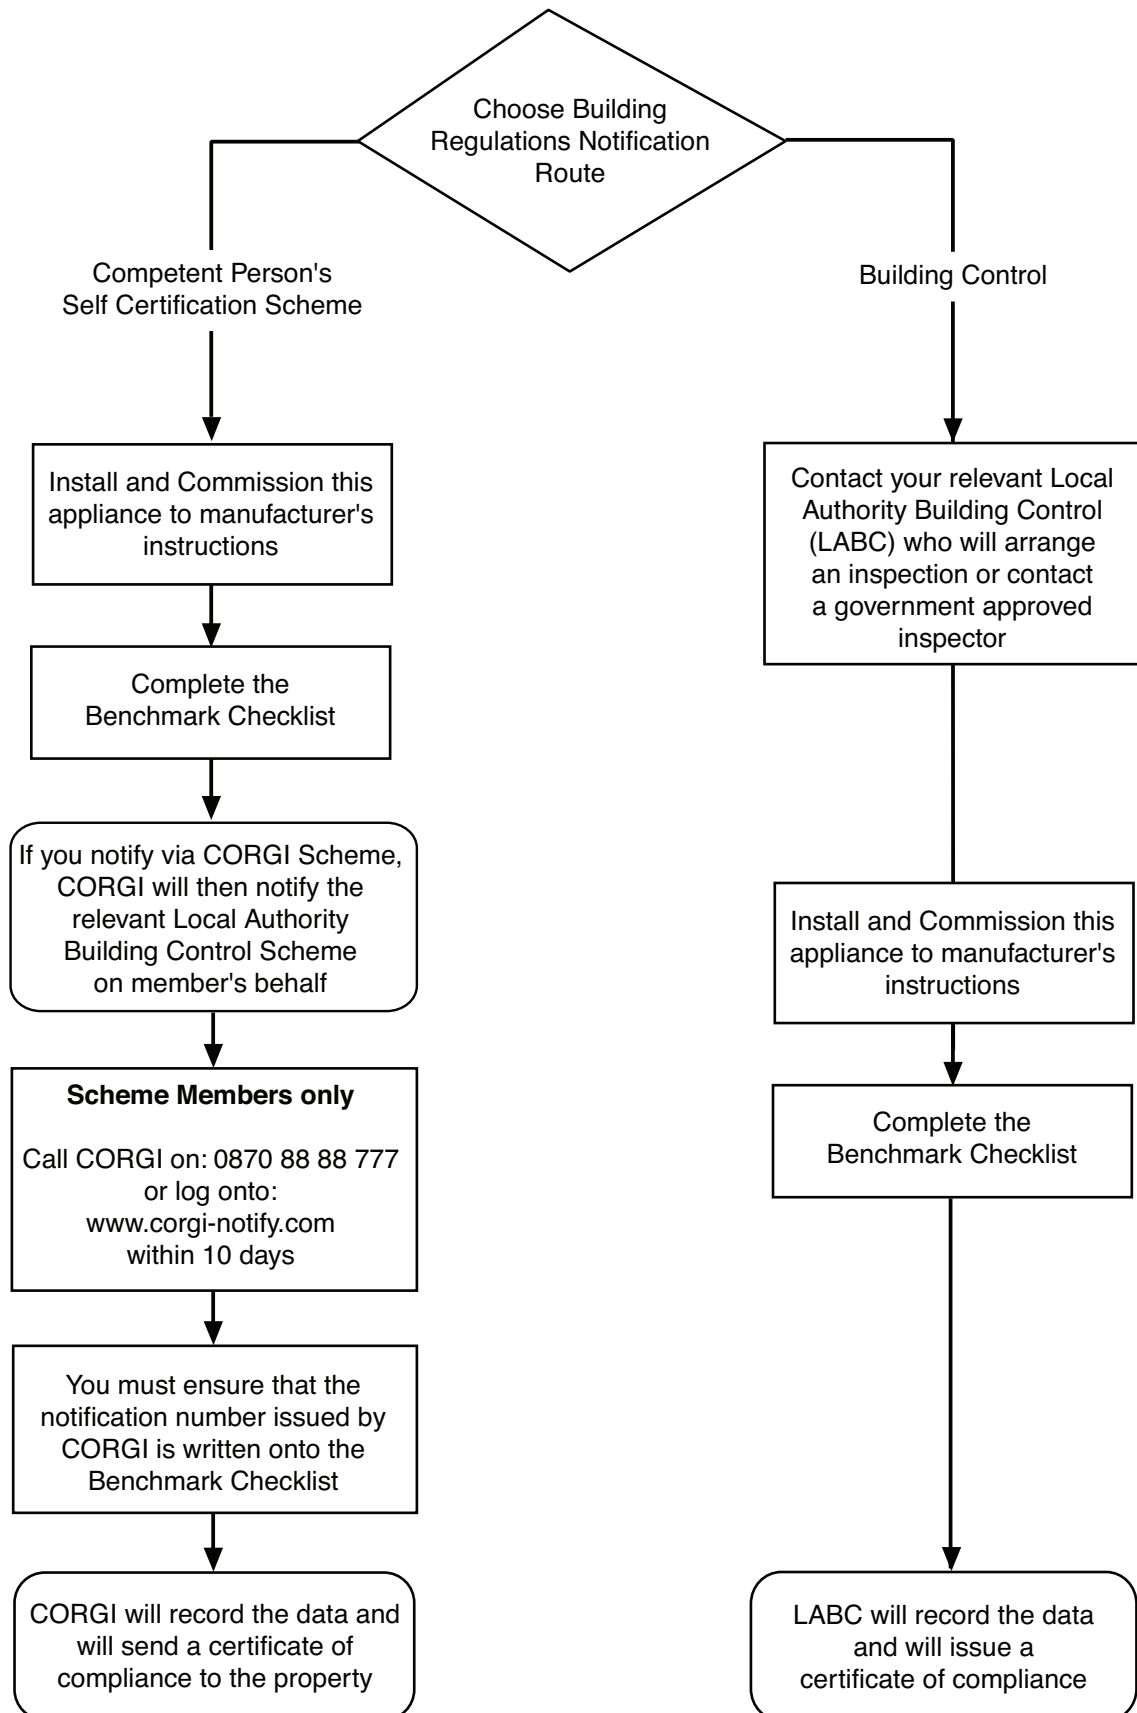 Choose Building
Regulations Notification
Route
Competent Person's
Self Certification Scheme
Building Control
Install and Commission this
appliance to manufacturer's
instructions
Complete the
Benchmark Checklist
If you notify via CORGI Scheme,
CORGI will then notify the
relevant Local Authority
Building Control Scheme
on member's behalf
Scheme Members only
Call CORGI on: 0870 88 88 777
or log onto:
www.corgi-notify.com
within 10 days
You must ensure that the
notification number issued by
CORGI is written onto the
Benchmark Checklist
CORGI will record the data and
will send a certificate of
compliance to the property
Contact your relevant Local
Authority Building Control
(LABC) who will arrange
an inspection or contact
a government approved
inspector
Install and Commission this
appliance to manufacturer's
instructions
Complete the
Benchmark Checklist
LABC will record the data
and will issue a
certificate of compliance